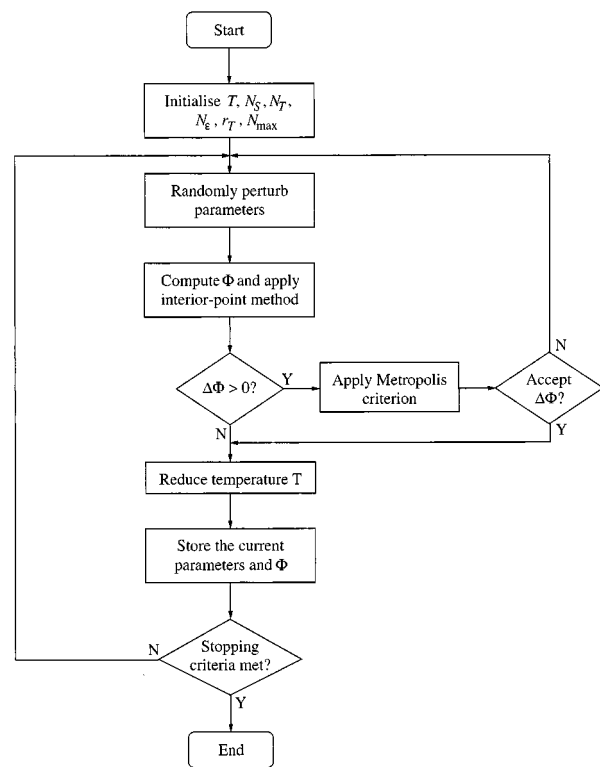 Start
Initialise T, N_S, N_T,
N_ε, r_T, N_max
Randomly perturb
parameters
Compute Φ and apply
interior-point method
ΔΦ > 0?
Y
N
Apply Metropolis
criterion
Accept
ΔΦ?
N
Y
Reduce temperature T
Store the current
parameters and Φ
Stopping
criteria met?
N
Y
End